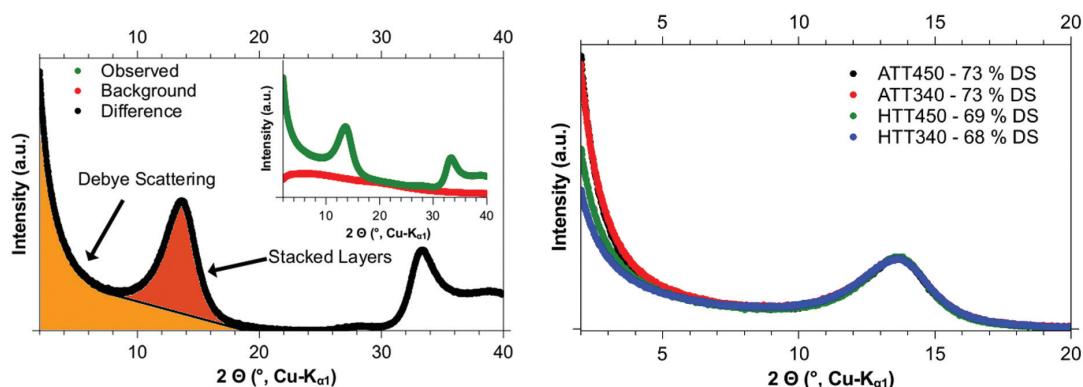 10 20 30 40
Observed
Background
Difference
Debye Scattering
Stacked Layers
Intensity (a.u.)
10 20 30 40
2 Θ (°, Cu-Kα1)
Intensity (a.u.)
10 20 30 40
2 Θ (°, Cu-Kα1)
5 10 15 20
ATT450 - 73 % DS
ATT340 - 73 % DS
HTT450 - 69 % DS
HTT340 - 68 % DS
Intensity (a.u.)
5 10 15 20
2 Θ (°, Cu-Kα1)